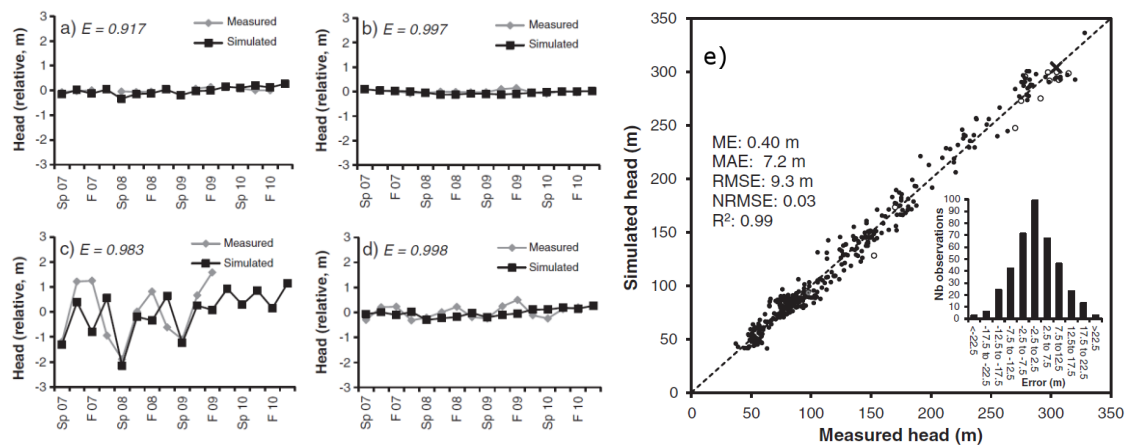 a) E = 0.917
Measured
Simulated
Head (relative, m)
3
2
1
0
-1
-2
-3
Sp 07
F 07
Sp 08
F 08
Sp 09
F 09
Sp 10
F 10
b) E = 0.997
Measured
Simulated
Head (relative, m)
3
2
1
0
-1
-2
-3
Sp 07
F 07
Sp 08
F 08
Sp 09
F 09
Sp 10
F 10
c) E = 0.983
Measured
Simulated
Head (relative, m)
3
2
1
0
-1
-2
-3
Sp 07
F 07
Sp 08
F 08
Sp 09
F 09
Sp 10
F 10
d) E = 0.998
Measured
Simulated
Head (relative, m)
3
2
1
0
-1
-2
-3
Sp 07
F 07
Sp 08
F 08
Sp 09
F 09
Sp 10
F 10
e)
Simulated head (m)
350
300
250
200
150
100
50
0
ME: 0.40 m
MAE: 7.2 m
RMSE: 9.3 m
NRMSE: 0.03
R²: 0.99
Nb observations
100
90
80
70
60
50
40
30
20
10
0
<-22.5
-17.5 to -22.5
-12.5 to -17.5
-7.5 to -12.5
-2.5 to -7.5
-2.5 to 2.5
2.5 to 7.5
7.5 to12.5
12.5to 17.5
17.5 to 22.5
>22.5
Error (m)
0
50
100
150
200
250
300
350
Measured head (m)